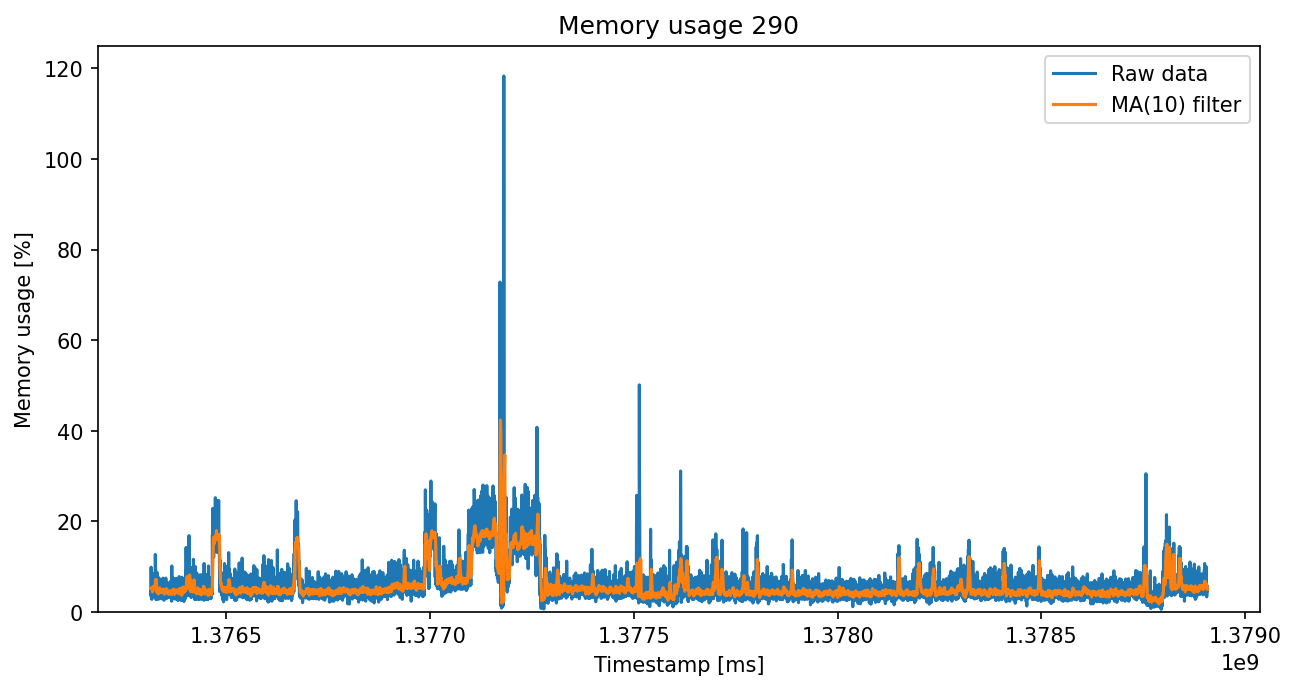 Memory usage 290
Raw data
MA(10) filter
Memory usage [%]
120
100
80
60
40
20
0
1.3765 1.3770 1.3775 1.3780 1.3785 1.3790
1e9
Timestamp [ms]